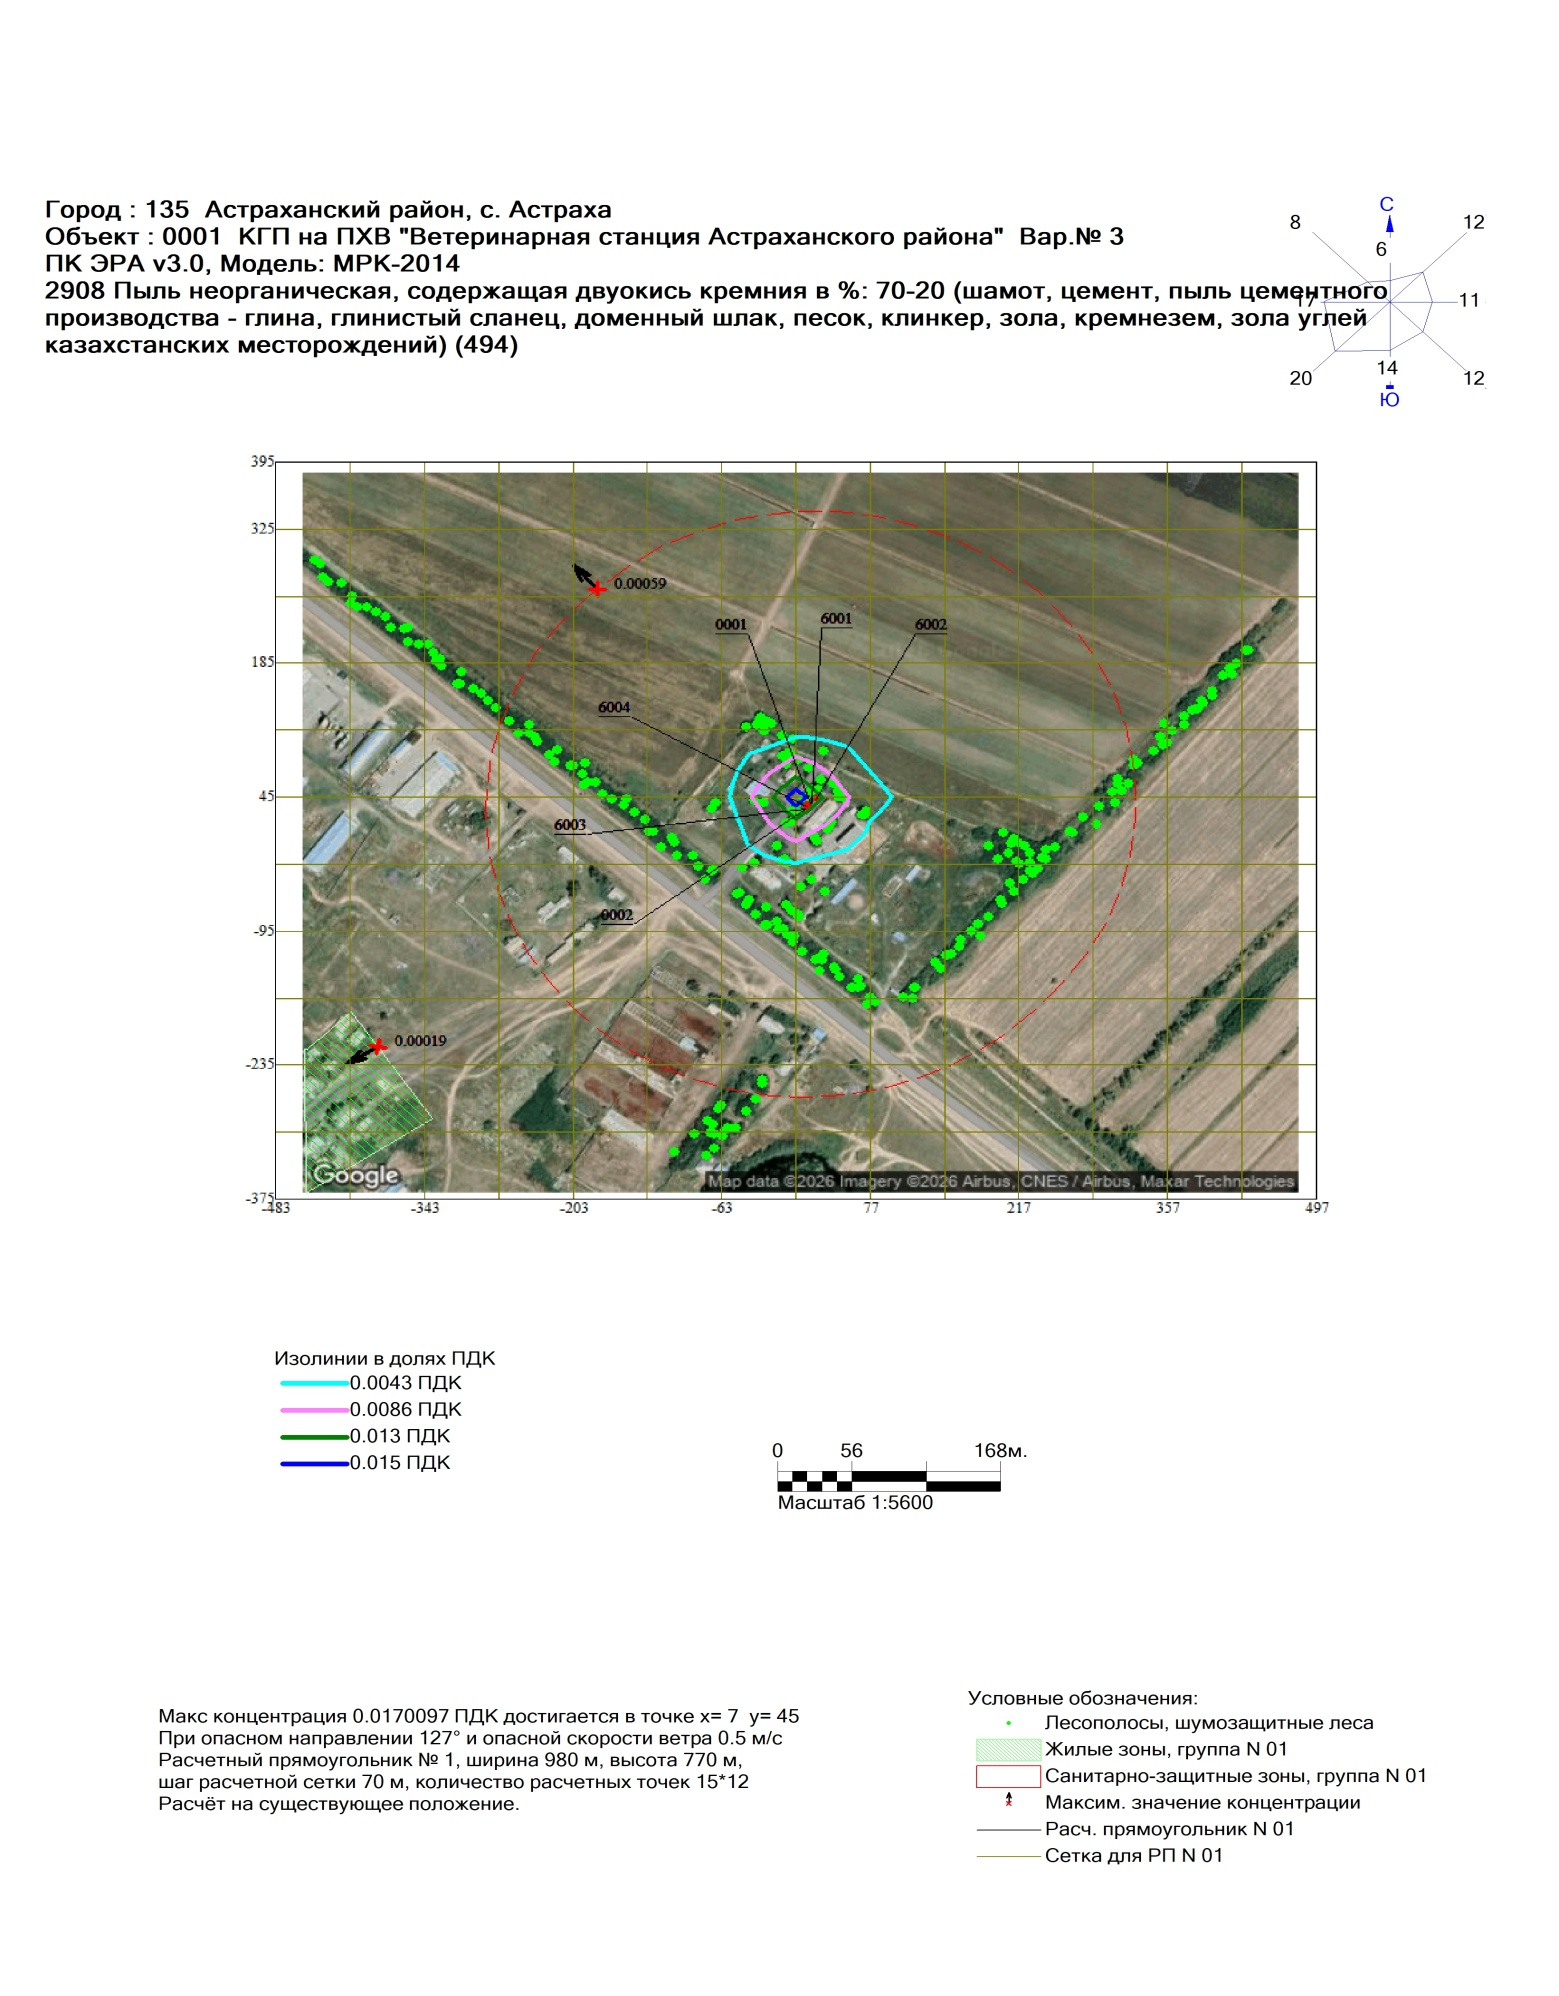 Город : 135 Астраханский район, с. Астраха
Объект : 0001 КГП на ПХВ "Ветеринарная станция Астраханского района" Вар.№ 3
ПК ЭРА v3.0, Модель: МРК-2014
2908 Пыль неорганическая, содержащая двуокись кремния в %: 70-20 (шамот, цемент, пыль цементного
производства - глина, глинистый сланец, доменный шлак, песок, клинкер, зола, кремнезем, зола углей
казахстанских месторождений) (494)
С
8
12
6
17
11
20
14
12
Ю
395
325
185
45
-95
-235
-375
0.00059
0001
6001
6002
6004
6003
0002
0.00019
Google
Map data ©2026 Imagery ©2026 Airbus, CNES / Airbus, Maxar Technologies
-483
-343
-203
-63
77
217
357
497
Изолинии в долях ПДК
0.0043 ПДК
0.0086 ПДК
0.013 ПДК
0.015 ПДК
0 56 168м.
Масштаб 1:5600
Макс концентрация 0.0170097 ПДК достигается в точке x= 7 y= 45
При опасном направлении 127° и опасной скорости ветра 0.5 м/с
Расчетный прямоугольник № 1, ширина 980 м, высота 770 м,
шаг расчетной сетки 70 м, количество расчетных точек 15*12
Расчёт на существующее положение.
Условные обозначения:
Лесополосы, шумозащитные леса
Жилые зоны, группа N 01
Санитарно-защитные зоны, группа N 01
Максим. значение концентрации
Расч. прямоугольник N 01
Сетка для РП N 01